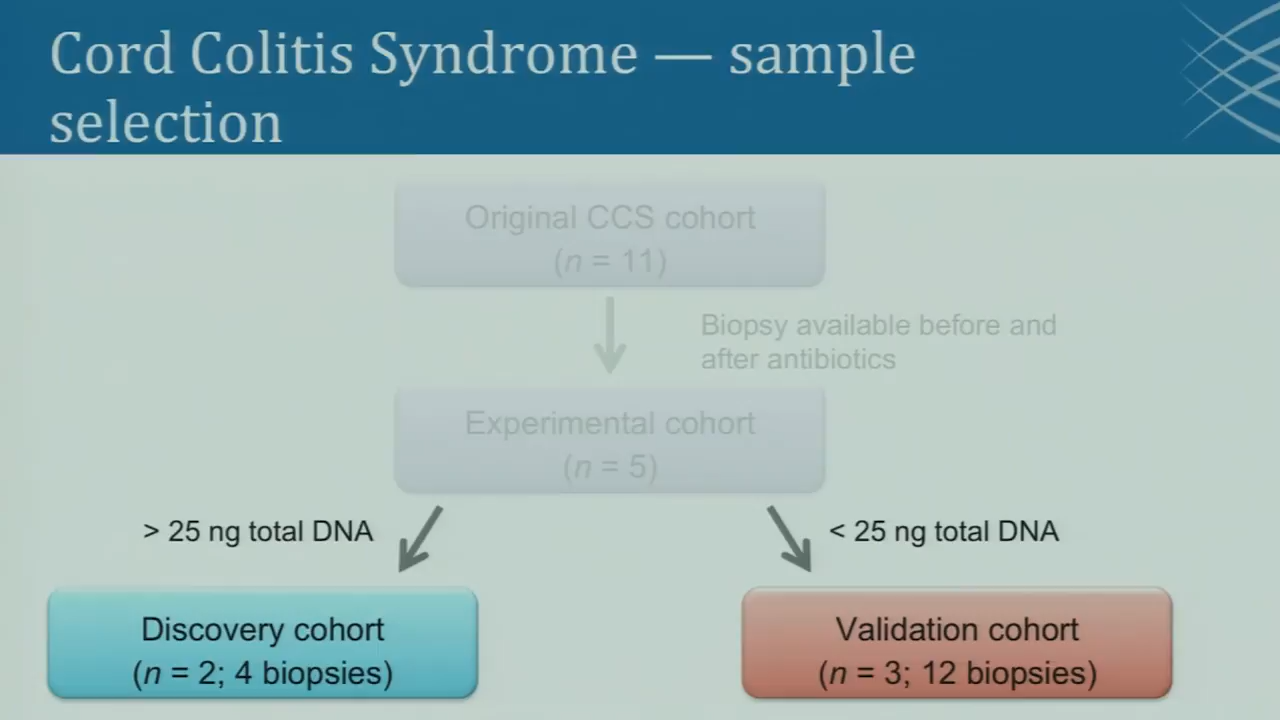 Cord Colitis Syndrome — sample
selection
Original CCS cohort
(n = 11)
Biopsy available before and
after antibiotics
Experimental cohort
(n = 5)
> 25 ng total DNA
< 25 ng total DNA
Discovery cohort
(n = 2; 4 biopsies)
Validation cohort
(n = 3; 12 biopsies)